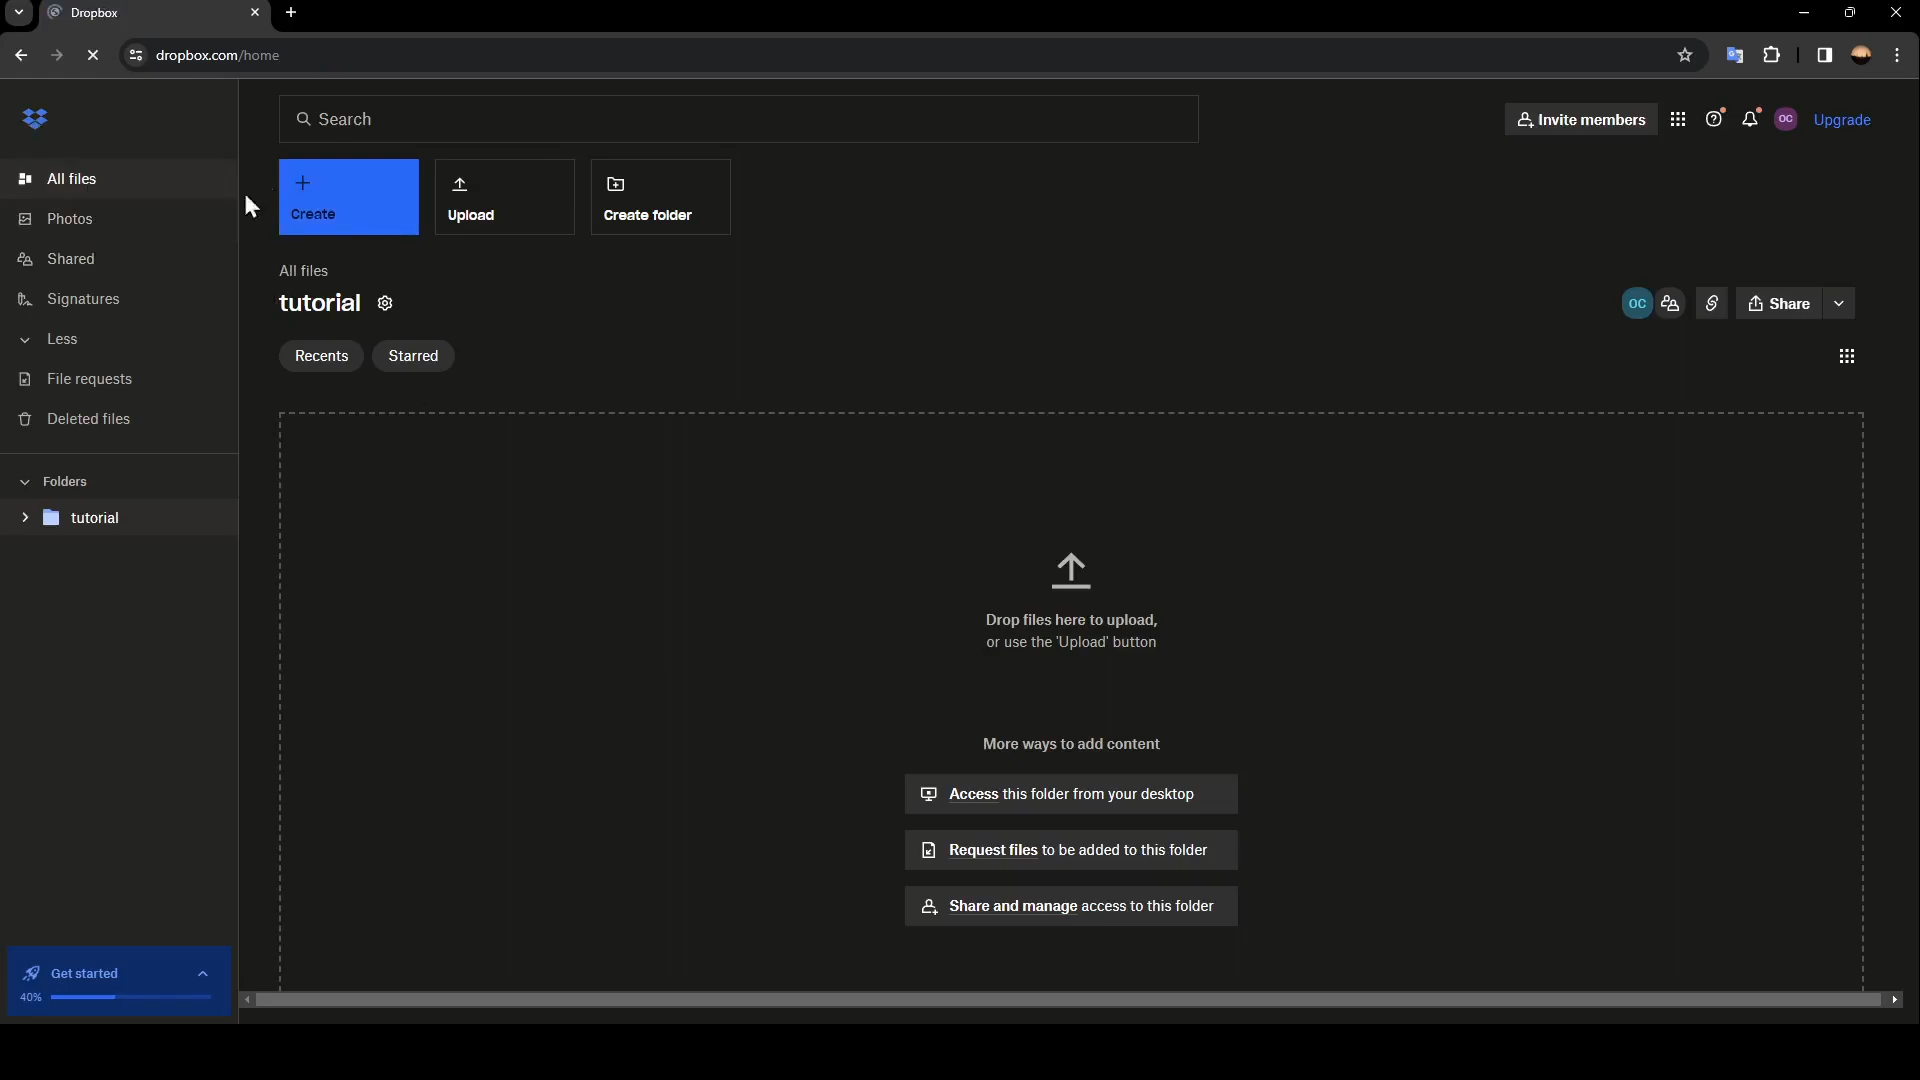 Dropbox
dropbox.com/home
Search
Invite members
OC
Upgrade
All files
Photos
Shared
Signatures
Less
File requests
Deleted files
Folders
tutorial
Get started
40%
Create
Upload
Create folder
All files
tutorial
OC
Share
Recents
Starred
Drop files here to upload,
or use the 'Upload' button
More ways to add content
Access this folder from your desktop
Request files to be added to this folder
Share and manage access to this folder